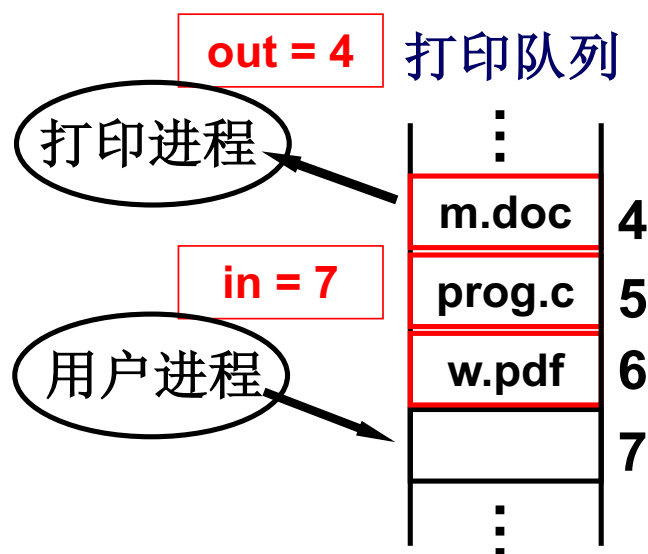 out = 4
打印队列
打印进程
m.doc
4
in = 7
prog.c
5
用户进程
w.pdf
6
7